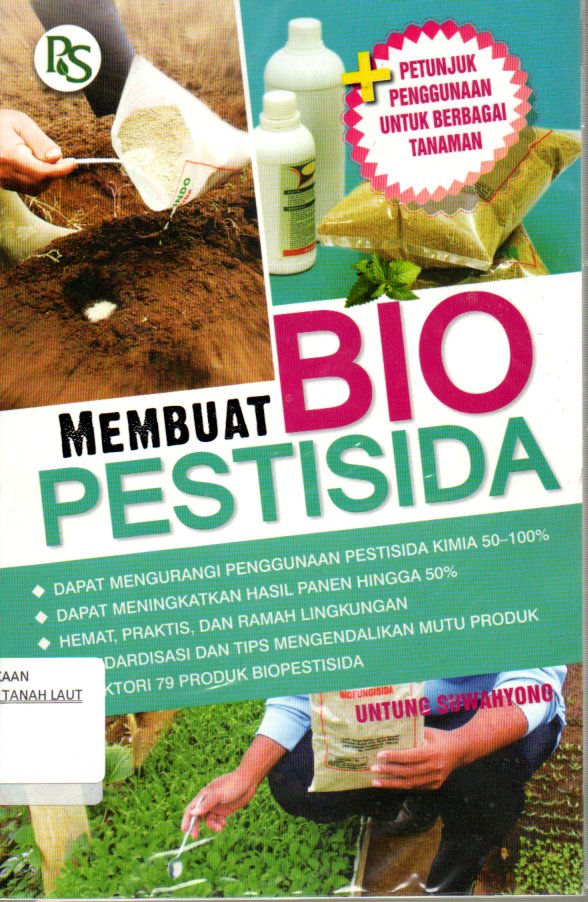 PS
PETUNJUK
PENGGUNAAN
UNTUK BERBAGAI
TANAMAN
MEMBUAT BIO
PESTISIDA
DAPAT MENGURANGI PENGGUNAAN PESTISIDA KIMIA 50–100%
DAPAT MENINGKATKAN HASIL PANEN HINGGA 50%
HEMAT, PRAKTIS, DAN RAMAH LINGKUNGAN
DARDISASI DAN TIPS MENGENDALIKAN MUTU PRODUK
KTORI 79 PRODUK BIOPESTISIDA
KAAN
TANAH LAUT
BIOFUNGISIDA
UNTUNG SUWAHYONO